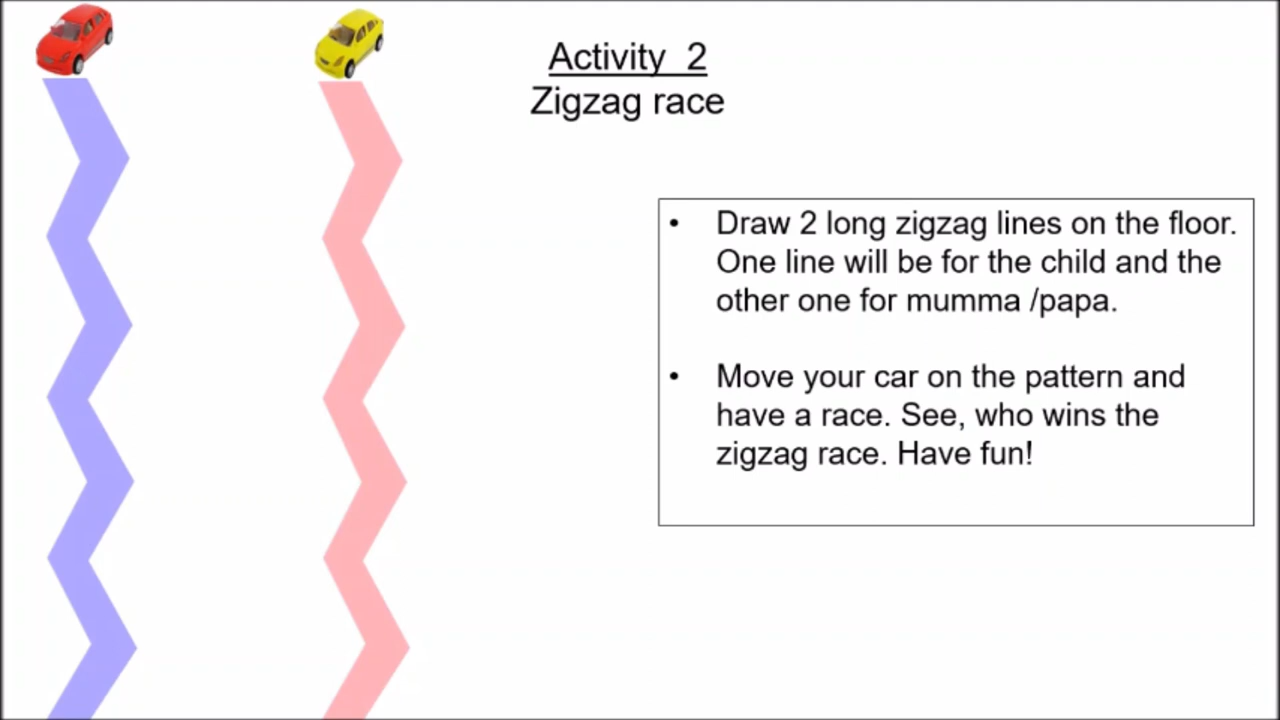 Activity 2
Zigzag race
• Draw 2 long zigzag lines on the floor.
One line will be for the child and the
other one for mumma /papa.
• Move your car on the pattern and
have a race. See, who wins the
zigzag race. Have fun!